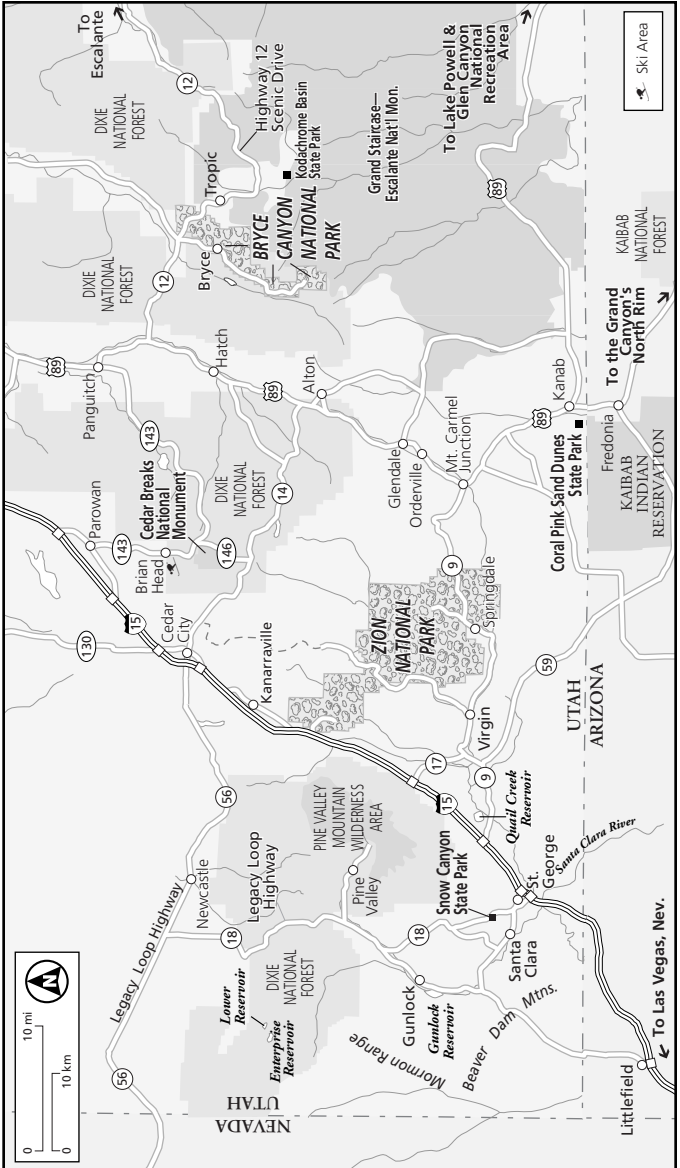 N
0
10 mi
0
10 km
Ski Area
To
Escalante
12
Highway 12
Scenic Drive
DIXIE
NATIONAL
FOREST
Tropic
Kodachrome Basin
State Park
Grand Staircase—
Escalante Nat'l Mon.
To Lake Powell &
Glen Canyon
National
Recreation
Area
89
BRYCE
CANYON
NATIONAL
PARK
Bryce
DIXIE
NATIONAL
FOREST
12
89
Panguitch
Hatch
89
Alton
KAIBAB
NATIONAL
FOREST
To the Grand
Canyon's
North Rim
Kanab
89
Fredonia
KAIBAB
INDIAN
RESERVATION
Coral Pink Sand Dunes
State Park
Glendale
Orderville
Mt. Carmel
Junction
143
Parowan
143
Cedar Breaks
National
Monument
Brian
Head
146
DIXIE
NATIONAL
FOREST
14
9
Springdale
ZION
NATIONAL
PARK
130
15
Cedar
City
Kanarraville
Virgin
59
UTAH
ARIZONA
17
9
15
Quail Creek
Reservoir
56
PINE VALLEY
MOUNTAIN
WILDERNESS
AREA
Legacy Loop
Highway
Pine
Valley
Snow Canyon
State Park
St.
George
Santa Clara River
Legacy Loop Highway
Newcastle
18
18
Santa
Clara
DIXIE
NATIONAL
FOREST
Lower
Reservoir
Enterprise
Reservoir
Gunlock
Gunlock
Reservoir
Mormon Range
Beaver Dam Mtns.
56
NEVADA
UTAH
Littlefield
To Las Vegas, Nev.